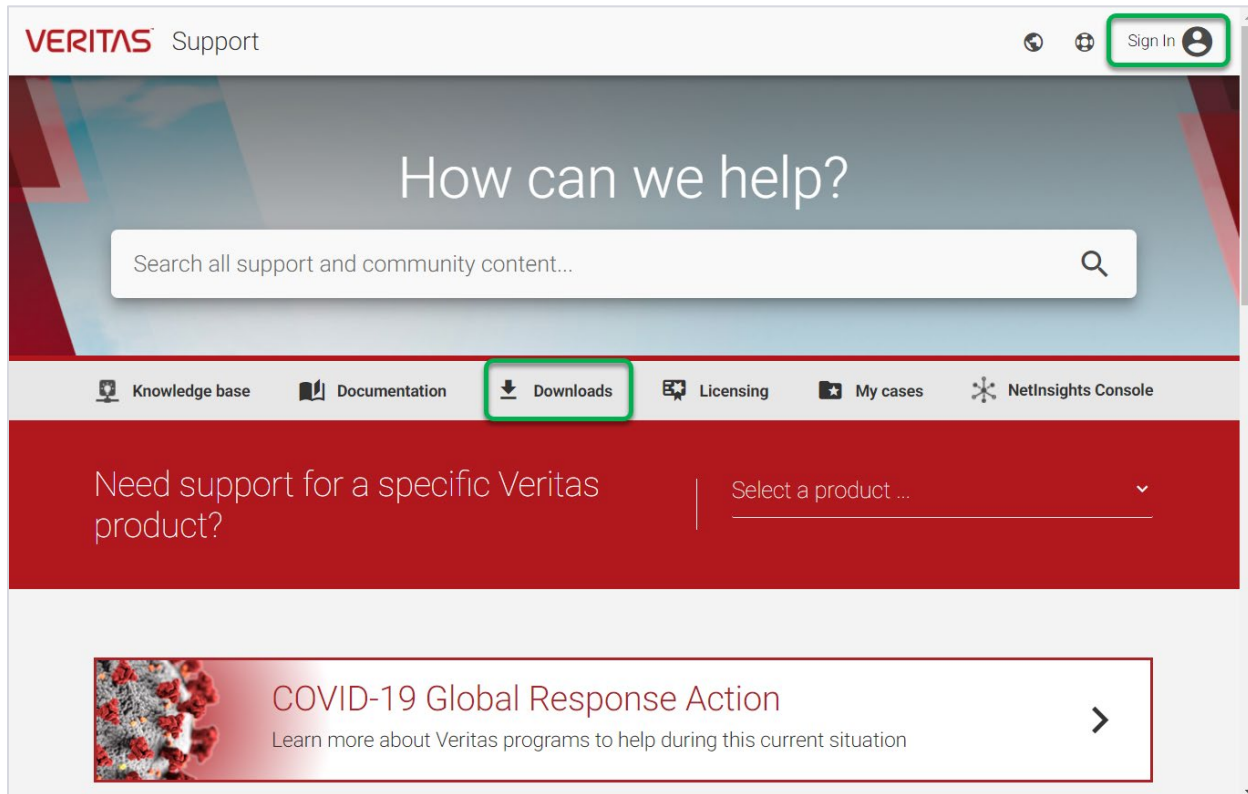 VERITAS Support
Sign In
How can we help?
Search all support and community content...
Knowledge base Documentation Downloads Licensing My cases NetInsights Console
Need support for a specific Veritas
product?
Select a product ...
COVID-19 Global Response Action
Learn more about Veritas programs to help during this current situation